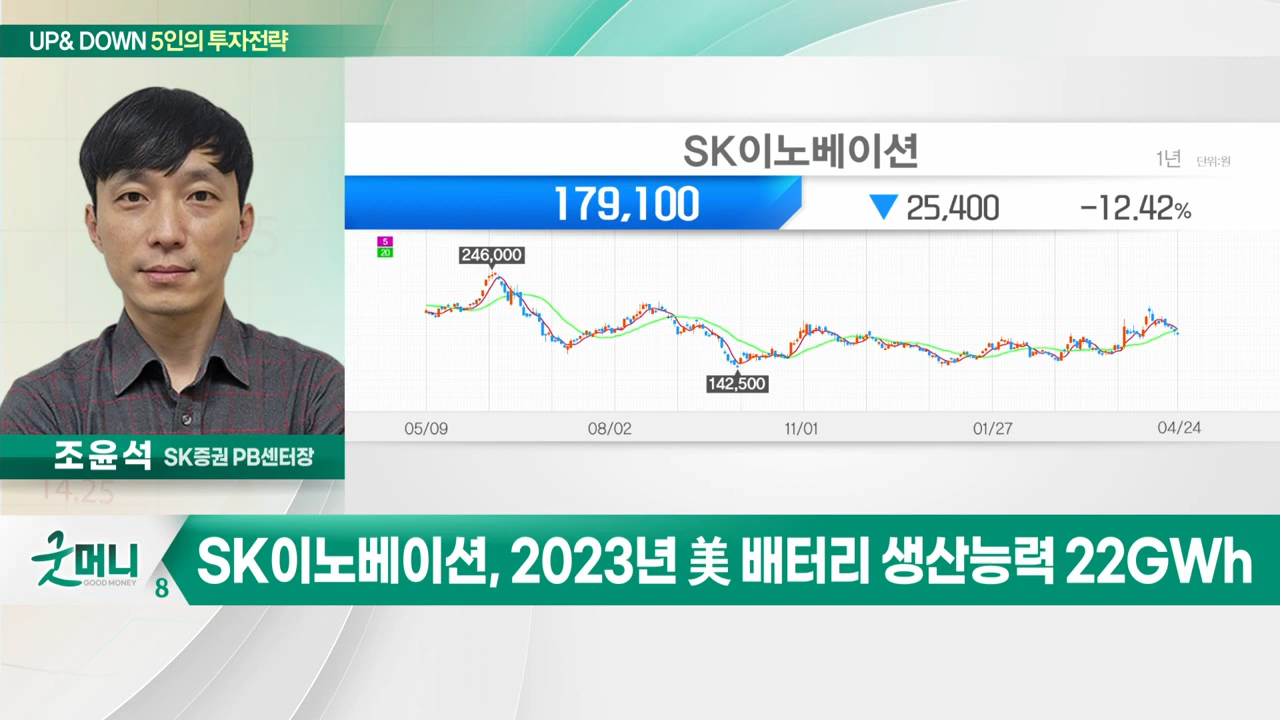 UP& DOWN 5인의 투자전략
SK이노베이션
1년 단위:원
179,100 ▼ 25,400 -12.42%
5
20
246,000
142,500
05/09 08/02 11/01 01/27 04/24
조윤석 SK증권 PB센터장
14.25
굿머니
GOOD MONEY
8
SK이노베이션, 2023년 美 배터리 생산능력 22GWh